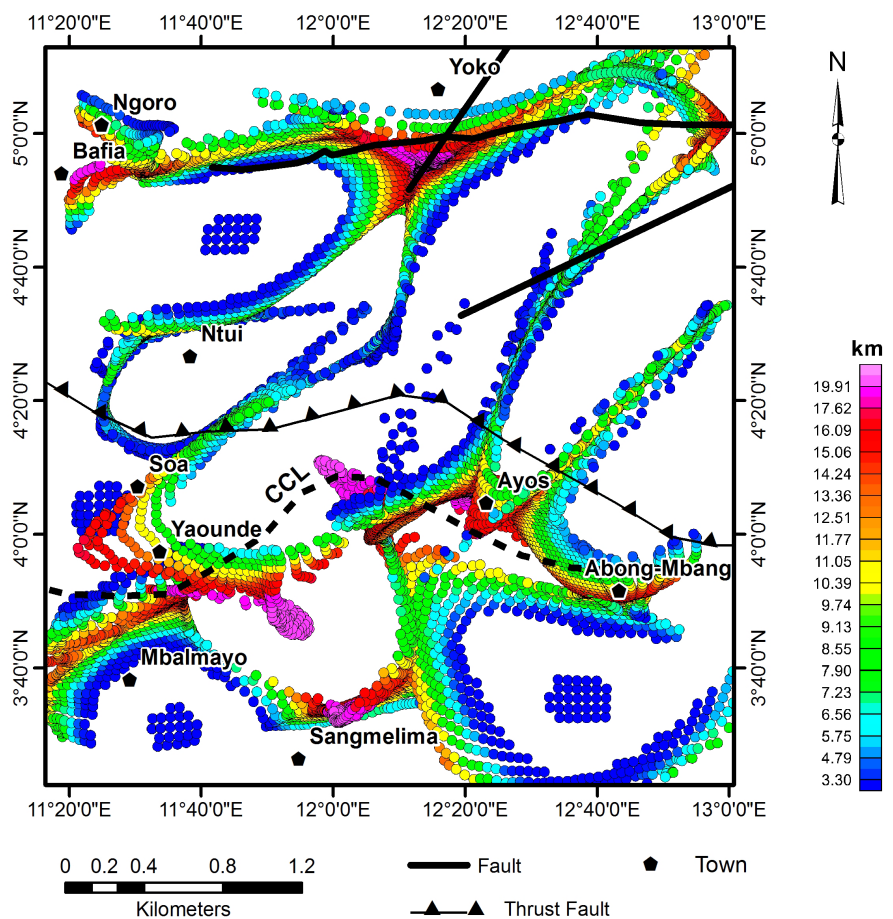 11°20'0"E 11°40'0"E 12°0'0"E 12°20'0"E 12°40'0"E 13°0'0"E
N
Yoko
Ngoro
Bafia
5°0'0"N
5°0'0"N
4°40'0"N
4°40'0"N
Ntui
km
19.91
17.62
16.09
15.06
14.24
13.36
12.51
11.77
11.05
10.39
9.74
9.13
8.55
7.90
7.23
6.56
5.75
4.79
3.30
4°20'0"N
4°20'0"N
Soa
CCL
Ayos
Yaounde
4°0'0"N
4°0'0"N
Abong-Mbang
Mbalmayo
3°40'0"N
3°40'0"N
Sangmelima
11°20'0"E 11°40'0"E 12°0'0"E 12°20'0"E 12°40'0"E 13°0'0"E
0 0.2 0.4 0.8 1.2
Kilometers
Fault
Town
Thrust Fault